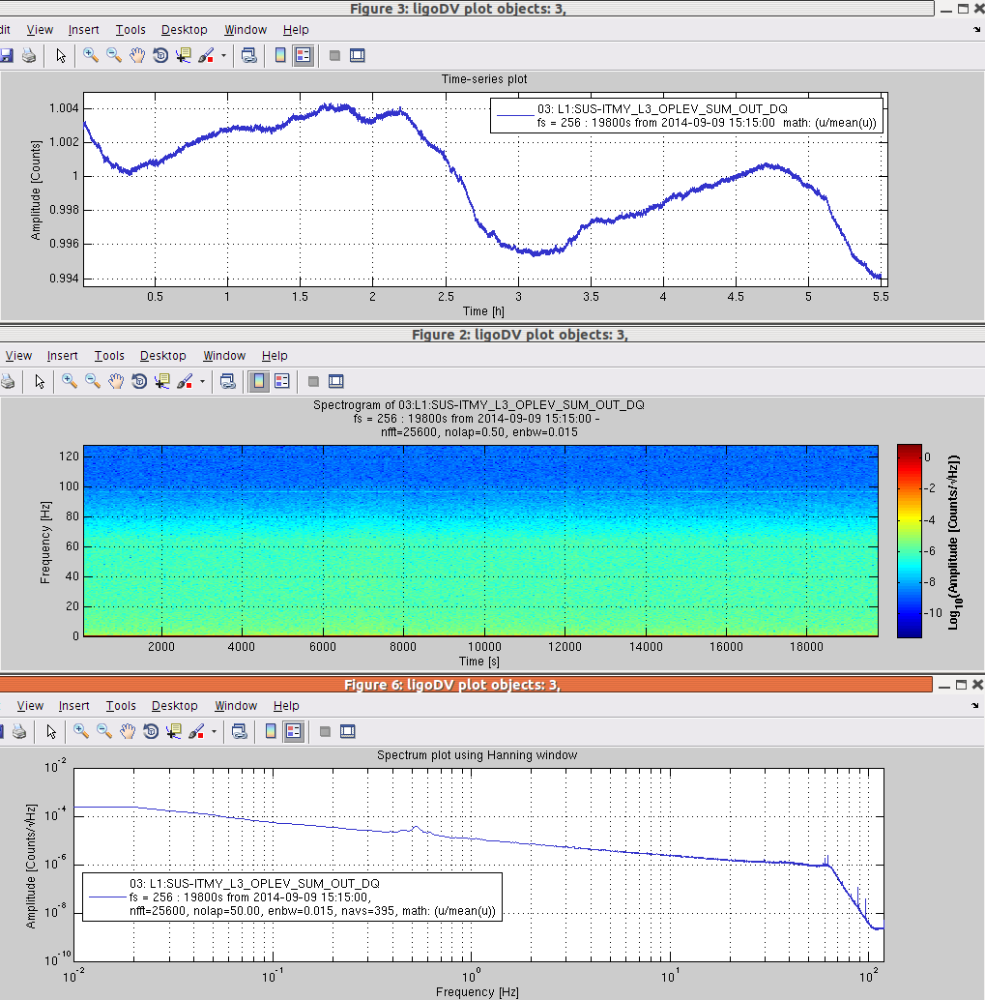 Figure 3: ligoDV plot objects: 3,
dit View Insert Tools Desktop Window Help
Time-series plot
1.004
1.002
1
0.998
0.996
0.994
Amplitude [Counts]
03: L1:SUS-ITMY_L3_OPLEV_SUM_OUT_DQ
fs = 256 : 19800s from 2014-09-09 15:15:00 math: (u/mean(u))
0.5 1 1.5 2 2.5 3 3.5 4 4.5 5 5.5
Time [h]
Figure 2: ligoDV plot objects: 3,
View Insert Tools Desktop Window Help
Spectrogram of 03:L1:SUS-ITMY_L3_OPLEV_SUM_OUT_DQ
fs = 256 : 19800s from 2014-09-09 15:15:00 -
nfft=25600, nolap=0.50, enbw=0.015
120
100
80
60
40
20
0
Frequency [Hz]
2000 4000 6000 8000 10000 12000 14000 16000 18000
Time [s]
0
-2
-4
-6
-8
-10
Log10(Amplitude [Counts/√Hz])
Figure 6: ligoDV plot objects: 3,
View Insert Tools Desktop Window Help
Spectrum plot using Hanning window
10^-2
10^-4
10^-6
10^-8
10^-10
Amplitude [Counts/√Hz]
03: L1:SUS-ITMY_L3_OPLEV_SUM_OUT_DQ
fs = 256 : 19800s from 2014-09-09 15:15:00,
nfft=25600, nolap=50.00, enbw=0.015, navs=395, math: (u/mean(u))
10^-2 10^-1 10^0 10^1 10^2
Frequency [Hz]